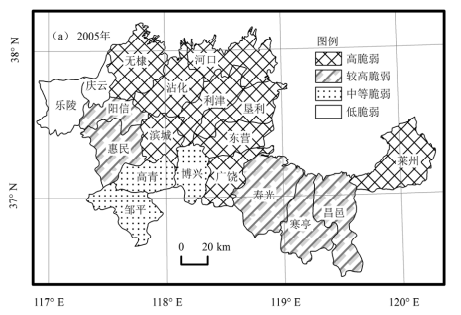 (a) 2005年
图例
高脆弱
较高脆弱
中等脆弱
低脆弱
38° N
37° N
无棣
河口
庆云
沾化
乐陵
阳信
利津
垦利
滨城
东营
惠民
莱州
高青
博兴
广饶
寿光
昌邑
邹平
寒亭
0 20 km
117° E
118° E
119° E
120° E